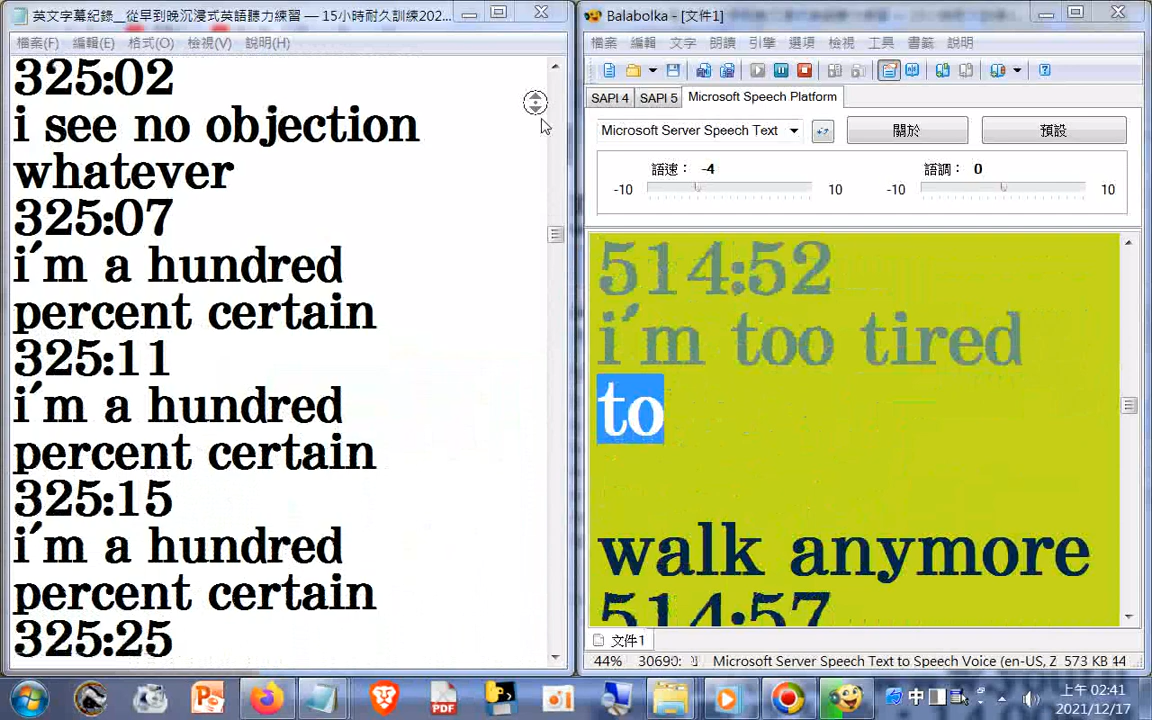 英文字幕紀錄__從早到晚沉浸式英語聽力練習 — 15小時耐久訓練202...
檔案(F) 編輯(E) 格式(O) 檢視(V) 說明(H)
325:02
i see no objection
whatever
325:07
i'm a hundred
percent certain
325:11
i'm a hundred
percent certain
325:15
i'm a hundred
percent certain
325:25
Balabolka - [文件1]
檔案 編輯 文字 朗讀 引擎 選項 檢視 工具 書籤 說明
SAPI 4 SAPI 5 Microsoft Speech Platform
Microsoft Server Speech Text 關於 預設
語速： -4 語調： 0
-10 10 -10 10
514:52
i'm too tired
to
walk anymore
514:57
文件1
44% 30690: Microsoft Server Speech Text to Speech Voice (en-US, Z 573 KB 44
PDF
中
上午 02:41
2021/12/17